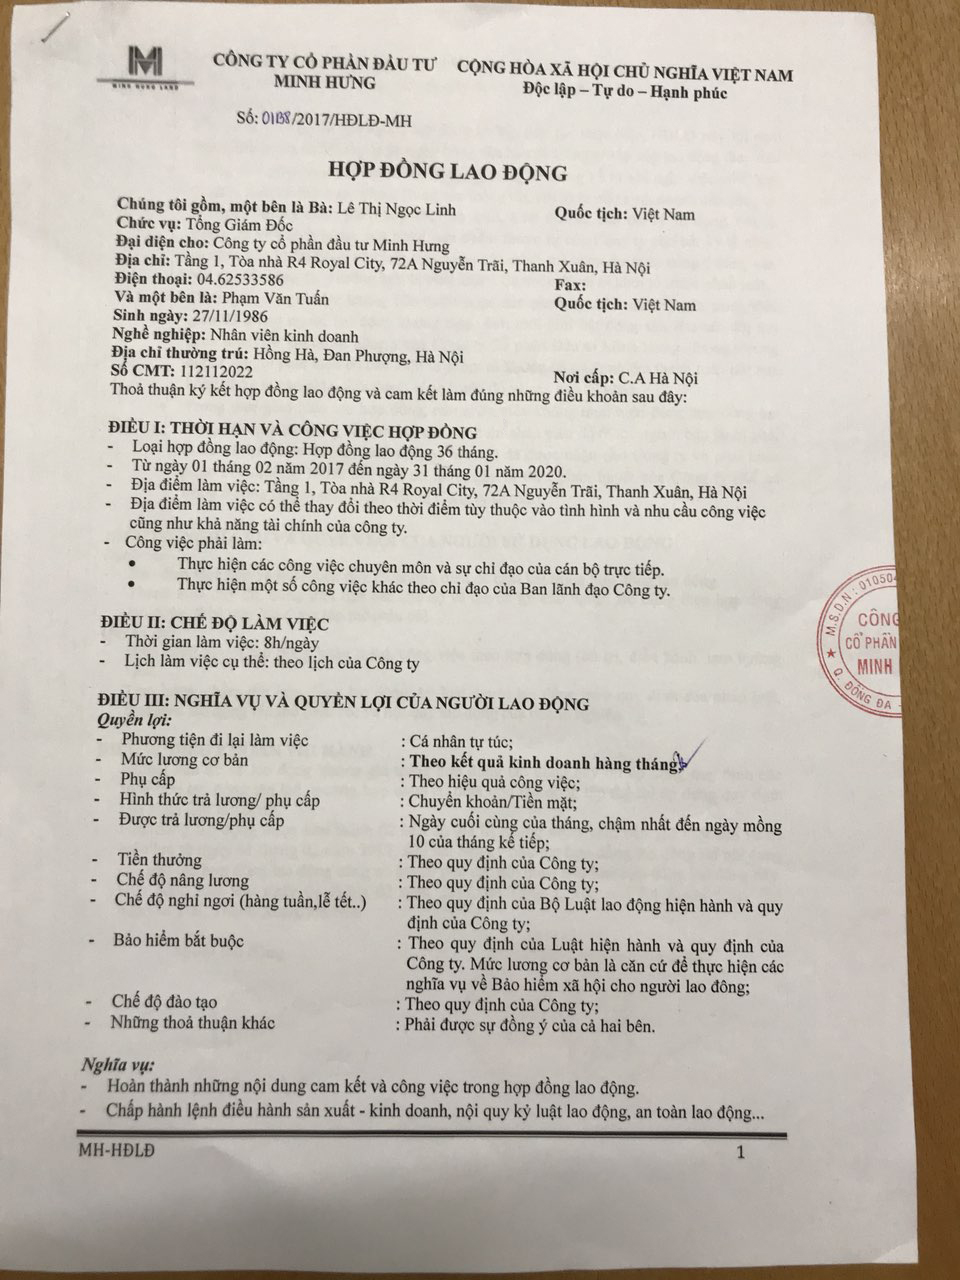 MINH HUNG LAND
CÔNG TY CỔ PHẦN ĐẦU TƯ
MINH HƯNG
CỘNG HÒA XÃ HỘI CHỦ NGHĨA VIỆT NAM
Độc lập – Tự do – Hạnh phúc
Số: /2017/HĐLĐ-MH
HỢP ĐỒNG LAO ĐỘNG
Chúng tôi gồm, một bên là Bà: Lê Thị Ngọc Linh Quốc tịch: Việt Nam
Chức vụ: Tổng Giám Đốc
Đại diện cho: Công ty cổ phần đầu tư Minh Hưng
Địa chỉ: Tầng 1, Tòa nhà R4 Royal City, 72A Nguyễn Trãi, Thanh Xuân, Hà Nội
Điện thoại: 04.62533586 Fax:
Và một bên là: Phạm Văn Tuấn Quốc tịch: Việt Nam
Sinh ngày: 27/11/1986
Nghề nghiệp: Nhân viên kinh doanh
Địa chỉ thường trú: Hồng Hà, Đan Phượng, Hà Nội
Số CMT: 112112022 Nơi cấp: C.A Hà Nội
Thoả thuận ký kết hợp đồng lao động và cam kết làm đúng những điều khoản sau đây:
ĐIỀU I: THỜI HẠN VÀ CÔNG VIỆC HỢP ĐỒNG
- Loại hợp đồng lao động: Hợp đồng lao động 36 tháng.
- Từ ngày 01 tháng 02 năm 2017 đến ngày 31 tháng 01 năm 2020.
- Địa điểm làm việc: Tầng 1, Tòa nhà R4 Royal City, 72A Nguyễn Trãi, Thanh Xuân, Hà Nội
- Địa điểm làm việc có thể thay đổi theo thời điểm tùy thuộc vào tình hình và nhu cầu công việc
cũng như khả năng tài chính của công ty.
- Công việc phải làm:
• Thực hiện các công việc chuyên môn và sự chỉ đạo của cán bộ trực tiếp.
• Thực hiện một số công việc khác theo chỉ đạo của Ban lãnh đạo Công ty.
ĐIỀU II: CHẾ ĐỘ LÀM VIỆC
- Thời gian làm việc: 8h/ngày
- Lịch làm việc cụ thể: theo lịch của Công ty
M.S.D.N: 01050
CÔNG
CỔ PHẦN
MINH
Q. ĐỐNG ĐA
ĐIỀU III: NGHĨA VỤ VÀ QUYỀN LỢI CỦA NGƯỜI LAO ĐỘNG
Quyền lợi:
- Phương tiện đi lại làm việc : Cá nhân tự túc;
- Mức lương cơ bản : Theo kết quả kinh doanh hàng tháng
- Phụ cấp : Theo hiệu quả công việc;
- Hình thức trả lương/ phụ cấp : Chuyển khoản/Tiền mặt;
- Được trả lương/phụ cấp : Ngày cuối cùng của tháng, chậm nhất đến ngày mồng
10 của tháng kế tiếp;
- Tiền thưởng : Theo quy định của Công ty;
- Chế độ nâng lương : Theo quy định của Công ty;
- Chế độ nghỉ ngơi (hàng tuần,lễ tết..) : Theo quy định của Bộ Luật lao động hiện hành và quy
định của Công ty;
- Bảo hiểm bắt buộc : Theo quy định của Luật hiện hành và quy định của
Công ty. Mức lương cơ bản là căn cứ để thực hiện các
nghĩa vụ về Bảo hiểm xã hội cho người lao đông;
- Chế độ đào tạo : Theo quy định của Công ty;
- Những thoả thuận khác : Phải được sự đồng ý của cả hai bên.
Nghĩa vụ:
- Hoàn thành những nội dung cam kết và công việc trong hợp đồng lao động.
- Chấp hành lệnh điều hành sản xuất - kinh doanh, nội quy kỷ luật lao động, an toàn lao động...
MH-HĐLĐ 1